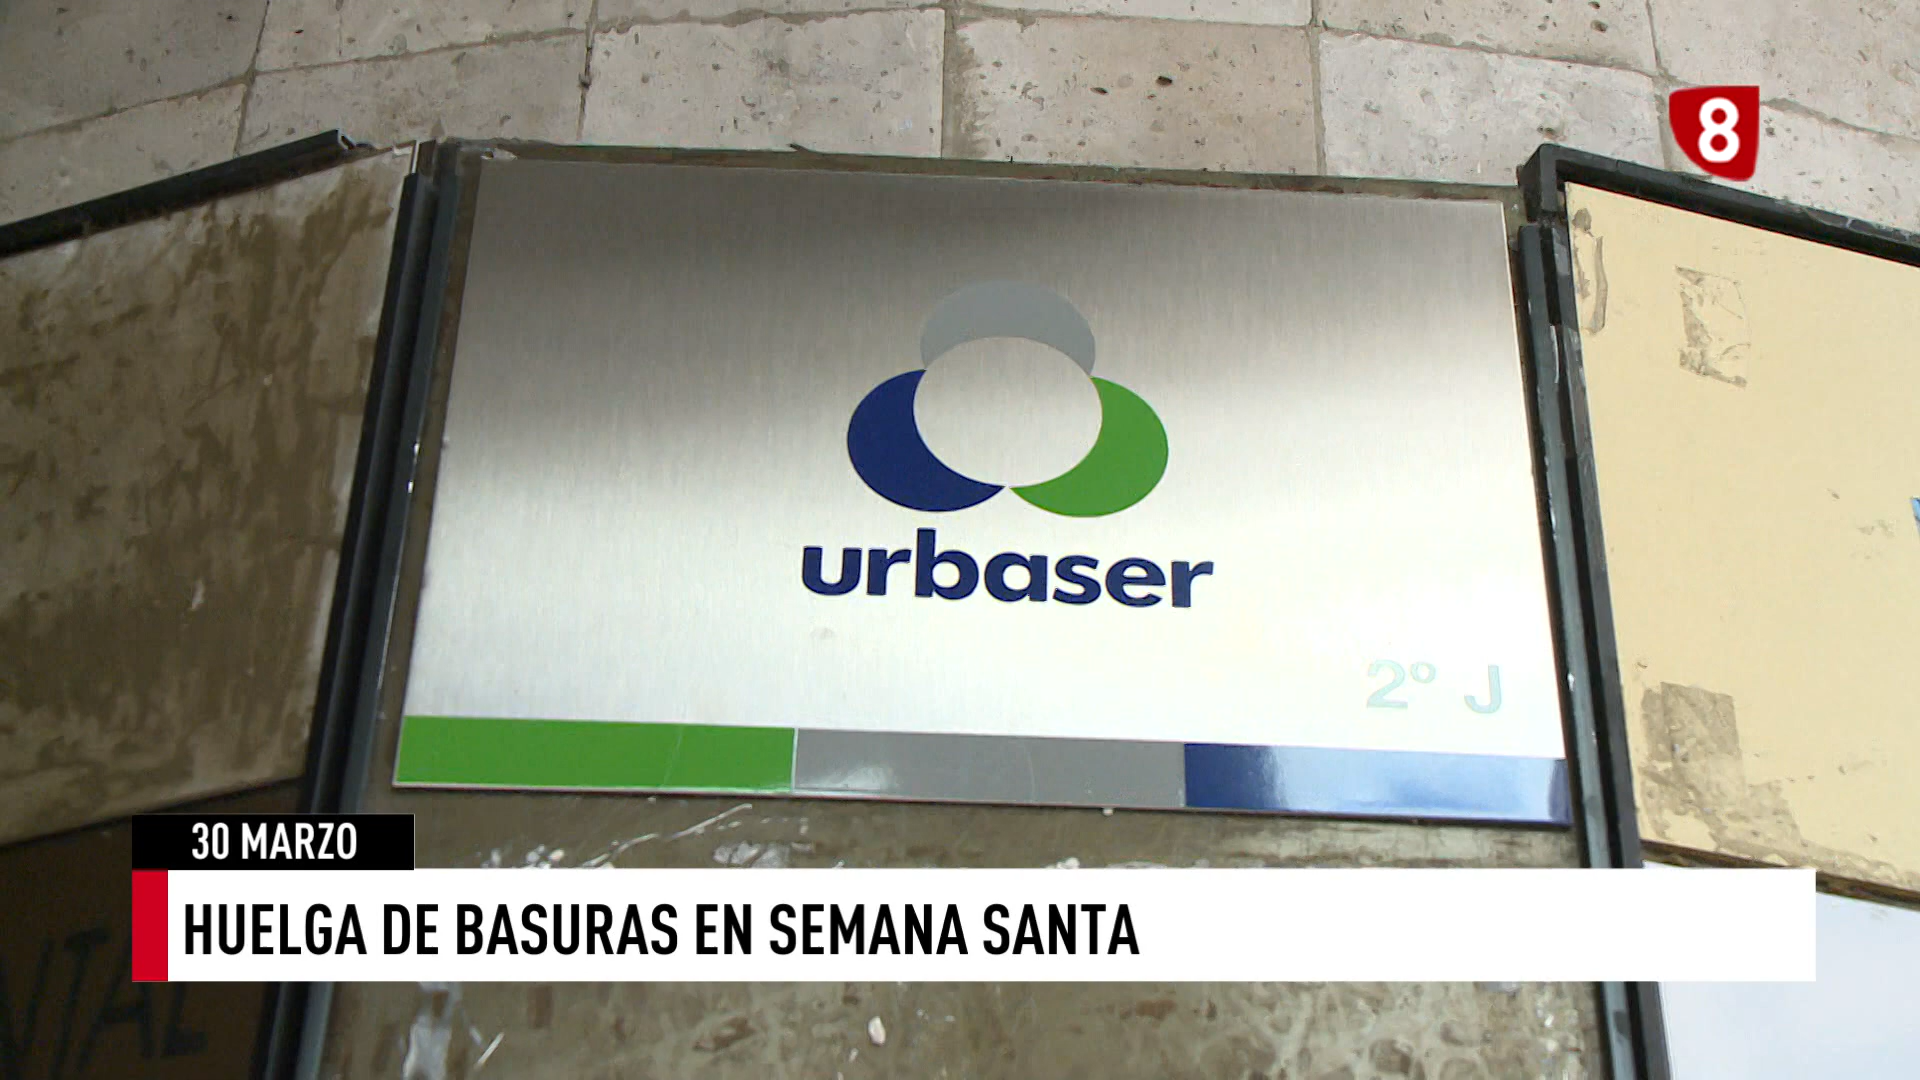 8
urbaser
2º J
30 MARZO
HUELGA DE BASURAS EN SEMANA SANTA